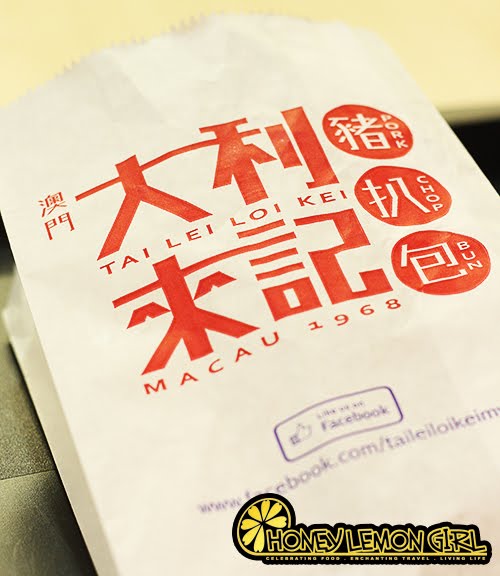 澳門
大利
TAI LEI LOI KEI
來記
MACAU 1968
豬 PORK
扒 CHOP
包 BUN
LIKE US ON
Facebook
www.facebook.com/taileiloikeim
HONEY LEMON GIRL
CELEBRATING FOOD . ENCHANTING TRAVEL . LIVING LIFE